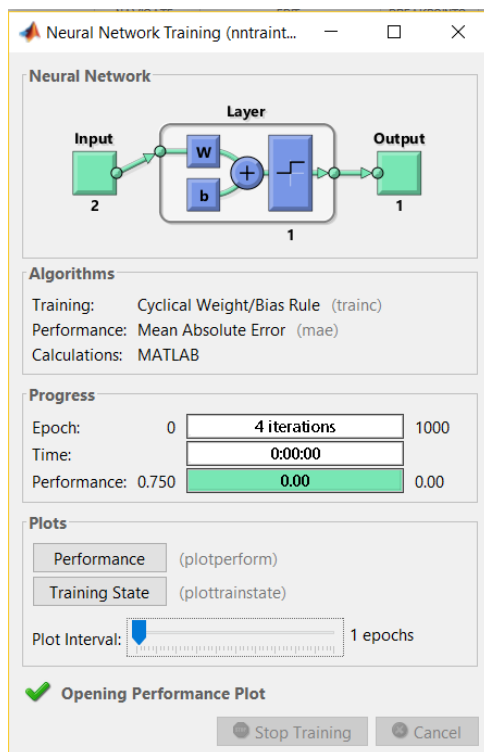 Neural Network Training (nntraint...
Neural Network
Layer
Input
Output
W
b
+
2
1
1
Algorithms
Training: Cyclical Weight/Bias Rule (trainc)
Performance: Mean Absolute Error (mae)
Calculations: MATLAB
Progress
Epoch: 0 4 iterations 1000
Time: 0:00:00
Performance: 0.750 0.00 0.00
Plots
Performance (plotperform)
Training State (plottrainstate)
Plot Interval: 1 epochs
Opening Performance Plot
Stop Training Cancel